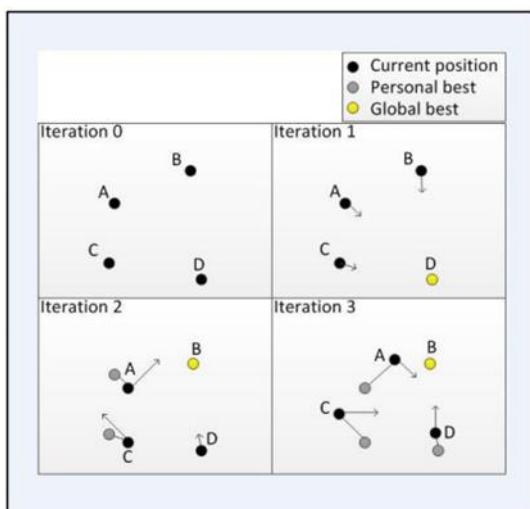 Current position
Personal best
Global best
Iteration 0
Iteration 1
B
B
A
A
C
C
D
D
Iteration 2
Iteration 3
B
A
B
A
C
D
C
D